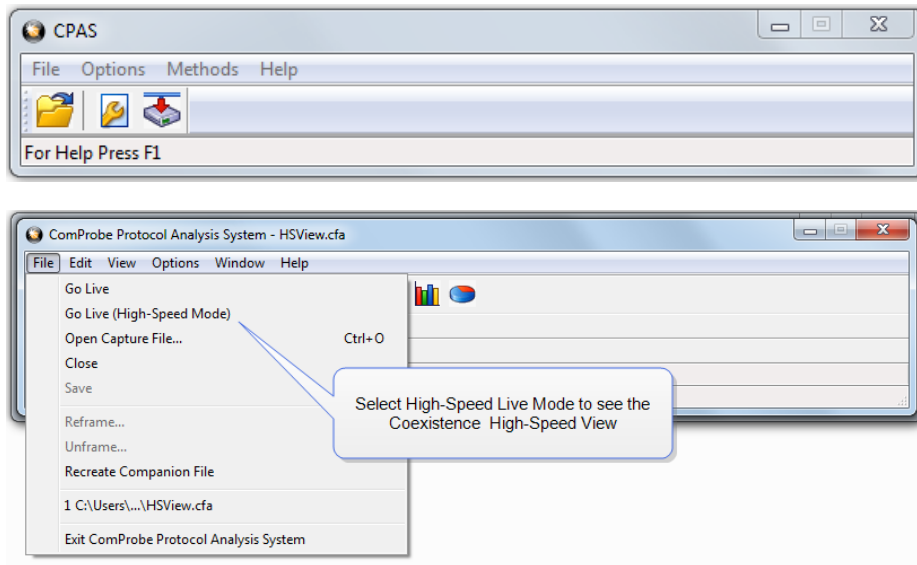 CPAS
File Options Methods Help
For Help Press F1
ComProbe Protocol Analysis System - HSView.cfa
File Edit View Options Window Help
Go Live
Go Live (High-Speed Mode)
Open Capture File... Ctrl+O
Close
Save
Reframe...
Unframe...
Recreate Companion File
1 C:\Users\...\HSView.cfa
Exit ComProbe Protocol Analysis System
Select High-Speed Live Mode to see the
Coexistence High-Speed View